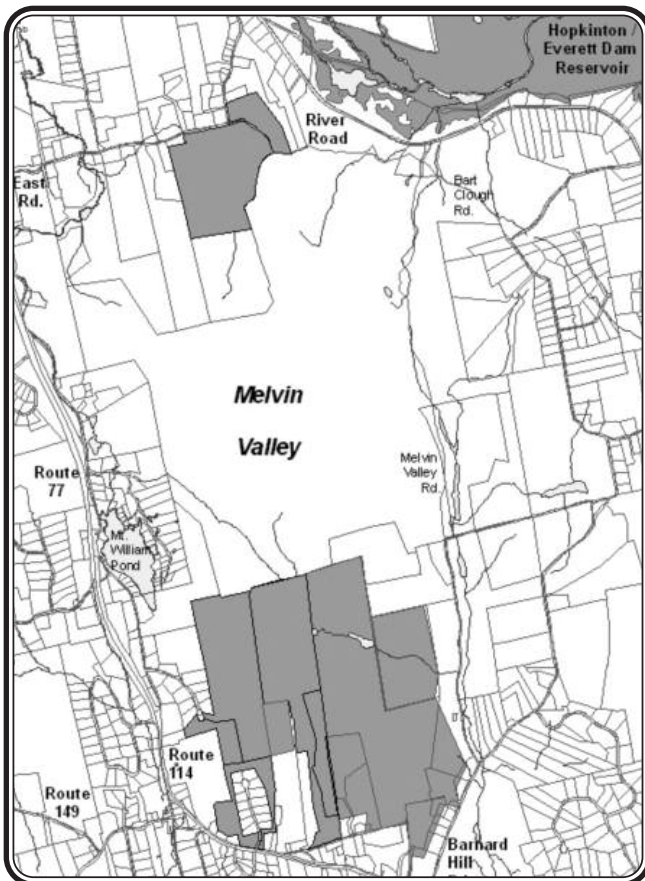 Hopkinton /
Everett Dam
Reservoir
River
Road
East
Rd.
Bart
Clough
Rd.
Melvin
Valley
Melvin
Valley
Rd.
Route
77
Mt.
William
Pond
Route
114
Route
149
Barnard
Hill